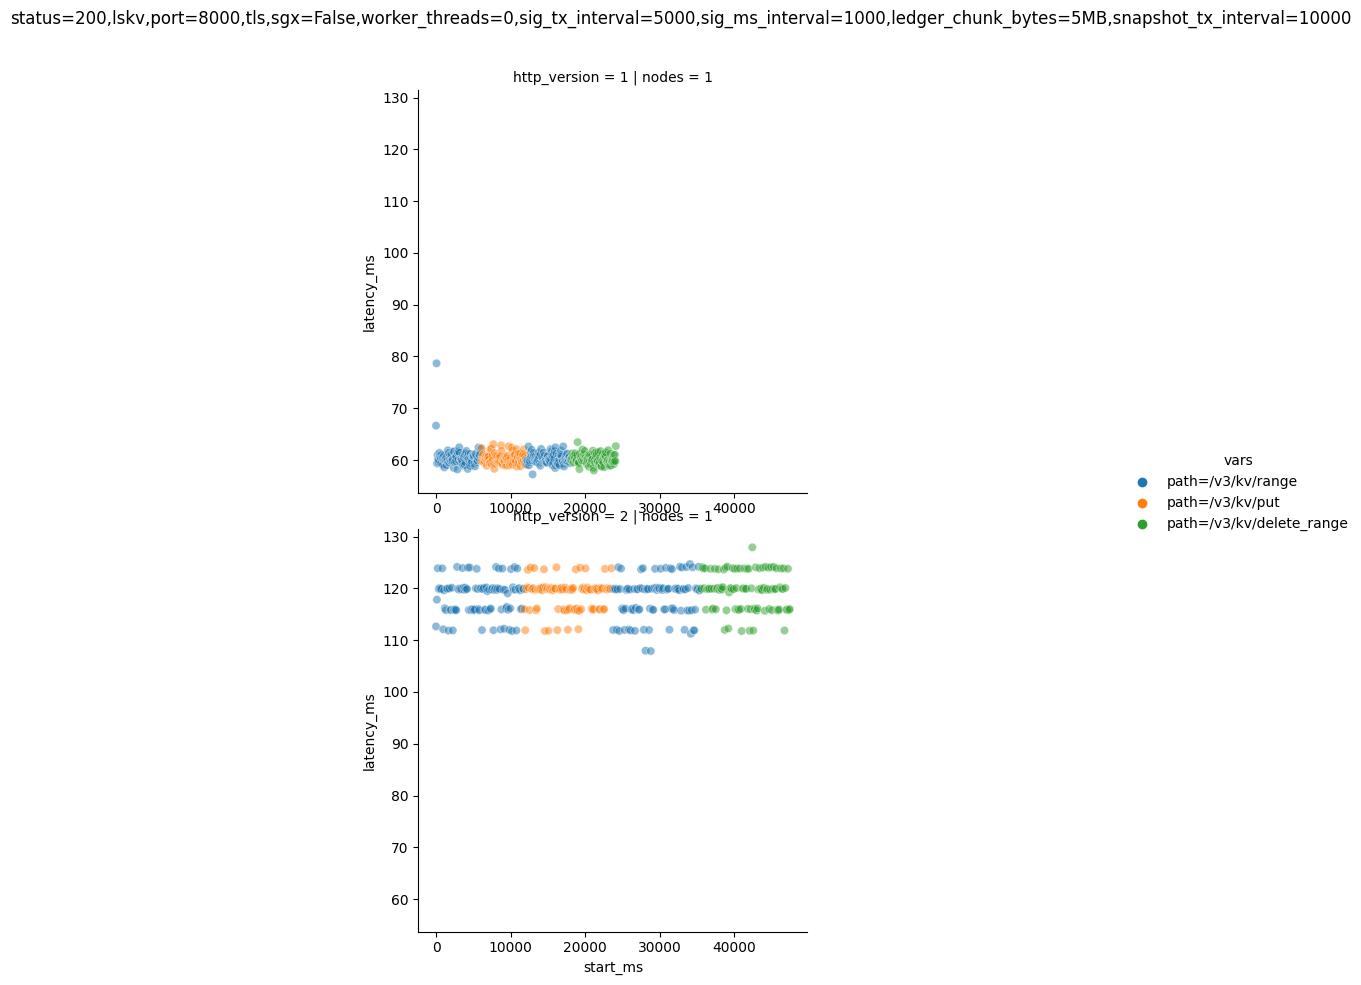 status=200,lskv,port=8000,tls,sgx=False,worker_threads=0,sig_tx_interval=5000,sig_ms_interval=1000,ledger_chunk_bytes=5MB,snapshot_tx_interval=10000
http_version = 1 | nodes = 1
130
120
110
100
90
80
70
60
latency_ms
0 10000 20000 30000 40000
http_version = 2 | nodes = 1
130
120
110
100
90
80
70
60
latency_ms
0 10000 20000 30000 40000
start_ms
vars
path=/v3/kv/range
path=/v3/kv/put
path=/v3/kv/delete_range